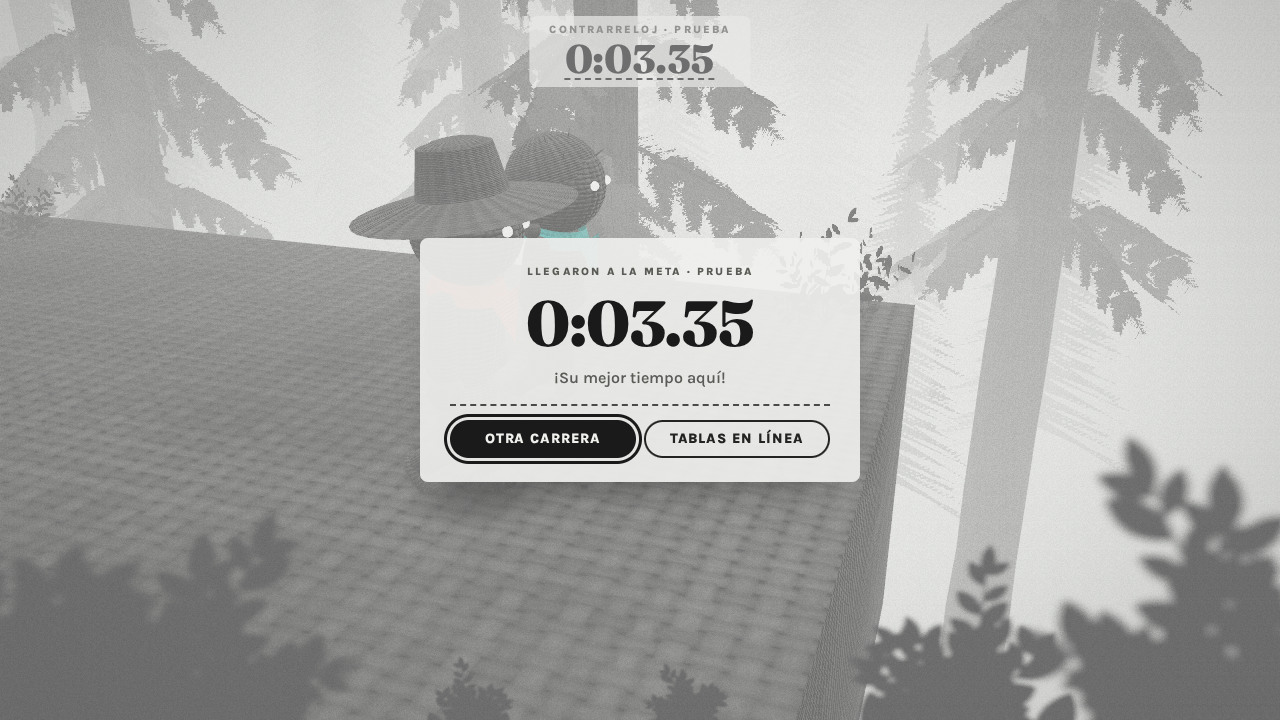 CONTRARRELOJ · PRUEBA
0:03.35
LLEGARON A LA META · PRUEBA
0:03.35
¡Su mejor tiempo aquí!
OTRA CARRERA
TABLAS EN LÍNEA